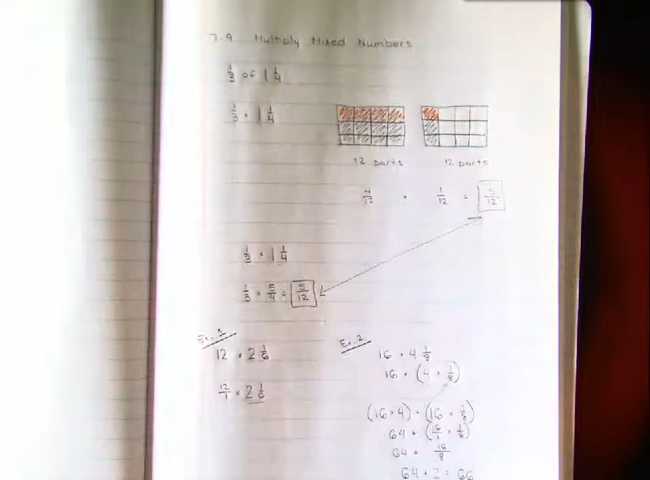 7.9 Multiply Mixed Numbers
1/3 of 1 1/4
1/3 × 1 1/4
12 parts 12 parts
4/12 + 1/12 = 5/12
1/3 × 1 1/4
1/3 × 5/4 = 5/12
Ex. 1
12 × 2 1/6
12/1 × 2 1/6
Ex. 2
16 × 4 1/8
16 × (4 + 1/8)
(16 × 4) + (16 × 1/8)
64 + (16/1 × 1/8)
64 + 16/8
64 + 2 = 66